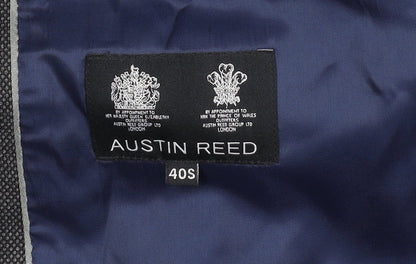 BY APPOINTMENT TO
HER MAJESTY QUEEN ELIZABETH II
OUTFITTERS
AUSTIN REED GROUP LTD
LONDON
BY APPOINTMENT TO
HRH THE PRINCE OF WALES
OUTFITTERS
AUSTIN REED GROUP LTD
LONDON
AUSTIN REED
40S